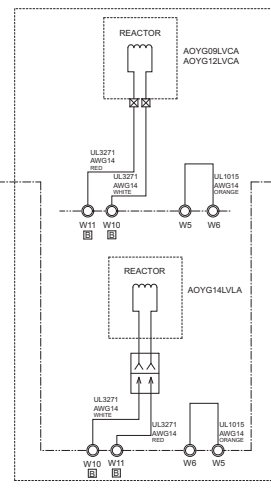 REACTOR
AOYG09LVCA
AOYG12LVCA
UL3271
AWG14
RED
UL3271
AWG14
WHITE
UL1015
AWG14
ORANGE
W11 W10 W5 W6
B B
REACTOR
AOYG14LVLA
UL3271
AWG14
WHITE
UL3271
AWG14
RED
UL1015
AWG14
ORANGE
W10 W11 W6 W5
B B